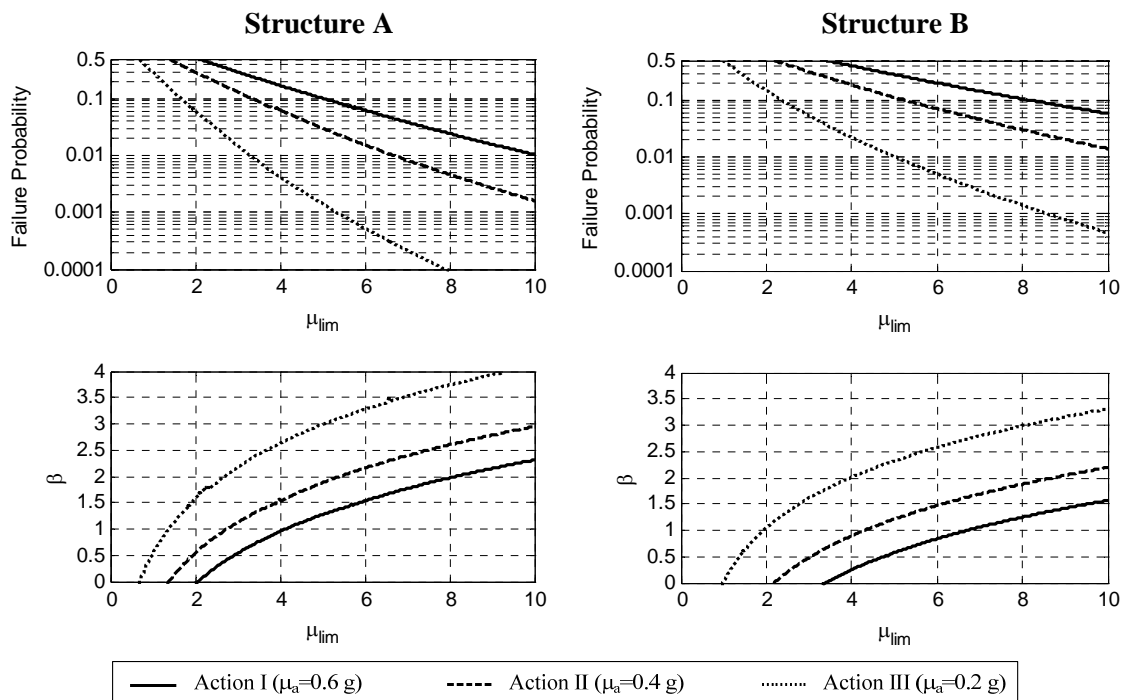 Structure A
Structure B
Failure Probability
0.5
0.1
0.01
0.001
0.0001
0 2 4 6 8 10
μlim
Failure Probability
0.5
0.1
0.01
0.001
0.0001
0 2 4 6 8 10
μlim
β
4
3.5
3
2.5
2
1.5
1
0.5
0
0 2 4 6 8 10
μlim
β
4
3.5
3
2.5
2
1.5
1
0.5
0
0 2 4 6 8 10
μlim
Action I (μa=0.6 g) Action II (μa=0.4 g) Action III (μa=0.2 g)